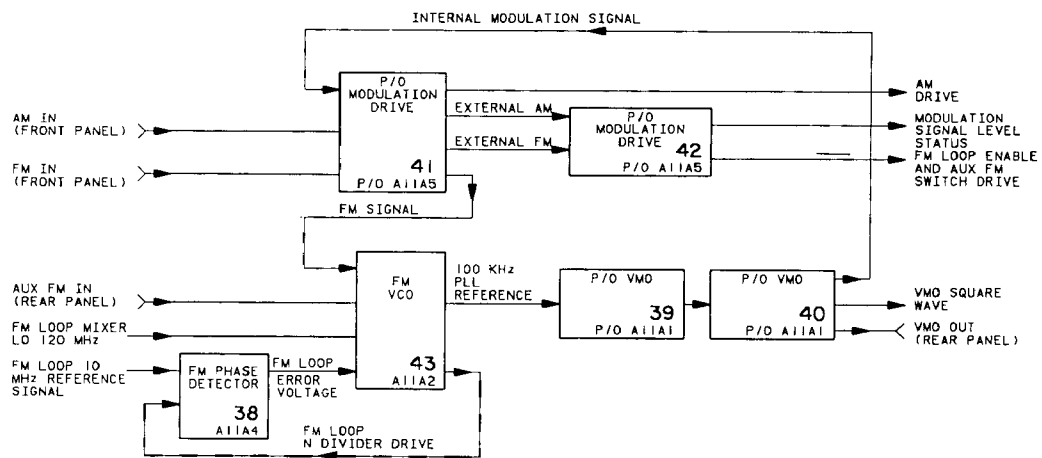 INTERNAL MODULATION SIGNAL
P/O
MODULATION
DRIVE
41
P/O A11A5
AM IN
(FRONT PANEL)
FM IN
(FRONT PANEL)
EXTERNAL AM
EXTERNAL FM
P/O
MODULATION
DRIVE
42
P/O A11A5
AM
DRIVE
MODULATION
SIGNAL LEVEL
STATUS
FM LOOP ENABLE
AND AUX FM
SWITCH DRIVE
FM SIGNAL
AUX FM IN
(REAR PANEL)
FM LOOP MIXER
LO 120 MHz
FM LOOP 10
MHz REFERENCE
SIGNAL
FM PHASE
DETECTOR
38
A11A4
FM LOOP
ERROR
VOLTAGE
FM
VCO
43
A11A2
FM LOOP
N DIVIDER DRIVE
100 KHz
PLL
REFERENCE
P/O VMO
39
P/O A11A1
P/O VMO
40
P/O A11A1
VMO SQUARE
WAVE
VMO OUT
(REAR PANEL)